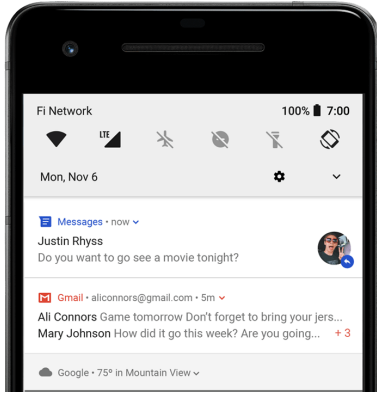 Fi Network 100% 7:00
LTE
Mon, Nov 6
Messages • now
Justin Rhyss
Do you want to go see a movie tonight?
Gmail • aliconnors@gmail.com • 5m
Ali Connors Game tomorrow Don't forget to bring your jers...
Mary Johnson How did it go this week? Are you going... + 3
Google • 75º in Mountain View